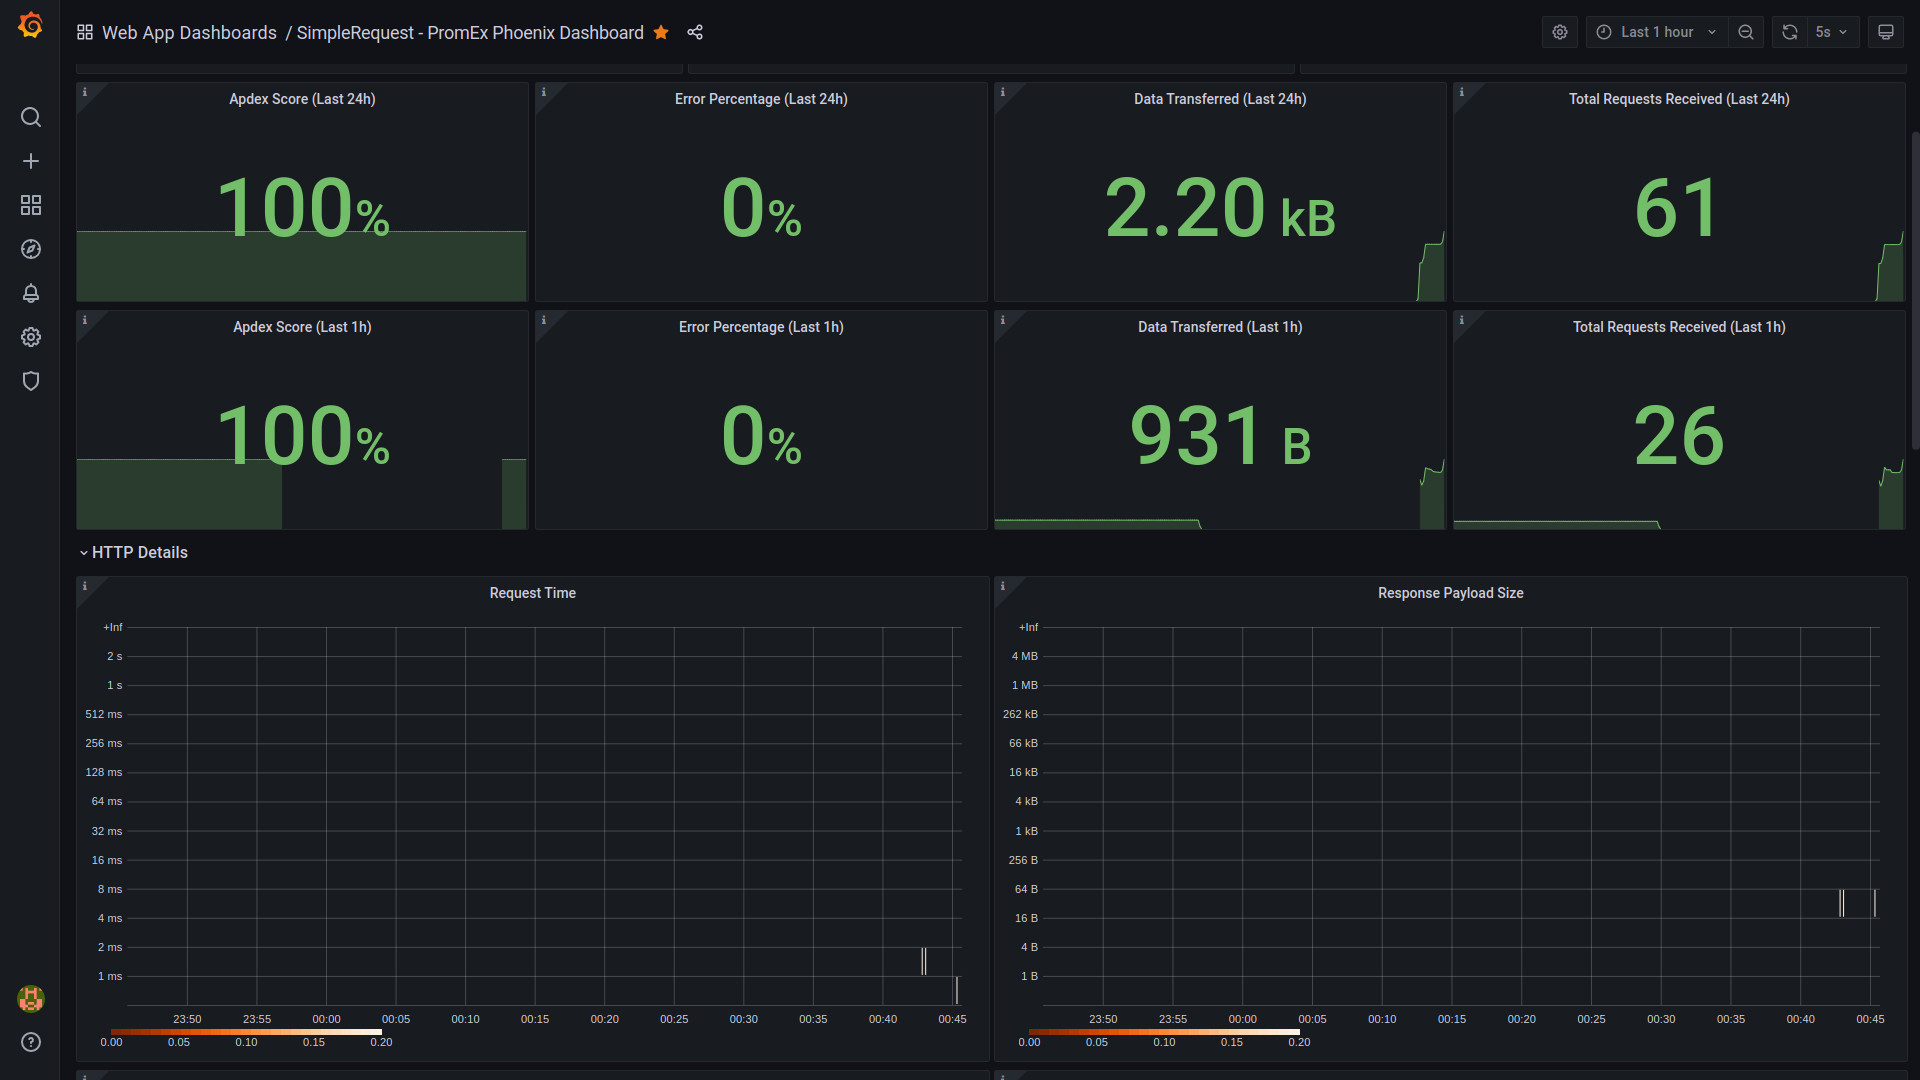 Web App Dashboards / SimpleRequest - PromEx Phoenix Dashboard
Last 1 hour
5s
Apdex Score (Last 24h)
100%
Error Percentage (Last 24h)
0%
Data Transferred (Last 24h)
2.20 kB
Total Requests Received (Last 24h)
61
Apdex Score (Last 1h)
100%
Error Percentage (Last 1h)
0%
Data Transferred (Last 1h)
931 B
Total Requests Received (Last 1h)
26
HTTP Details
Request Time
+Inf
2 s
1 s
512 ms
256 ms
128 ms
64 ms
32 ms
16 ms
8 ms
4 ms
2 ms
1 ms
23:50 23:55 00:00 00:05 00:10 00:15 00:20 00:25 00:30 00:35 00:40 00:45
0.00 0.05 0.10 0.15 0.20
Response Payload Size
+Inf
4 MB
1 MB
262 kB
66 kB
16 kB
4 kB
1 kB
256 B
64 B
16 B
4 B
1 B
23:50 23:55 00:00 00:05 00:10 00:15 00:20 00:25 00:30 00:35 00:40 00:45
0.00 0.05 0.10 0.15 0.20